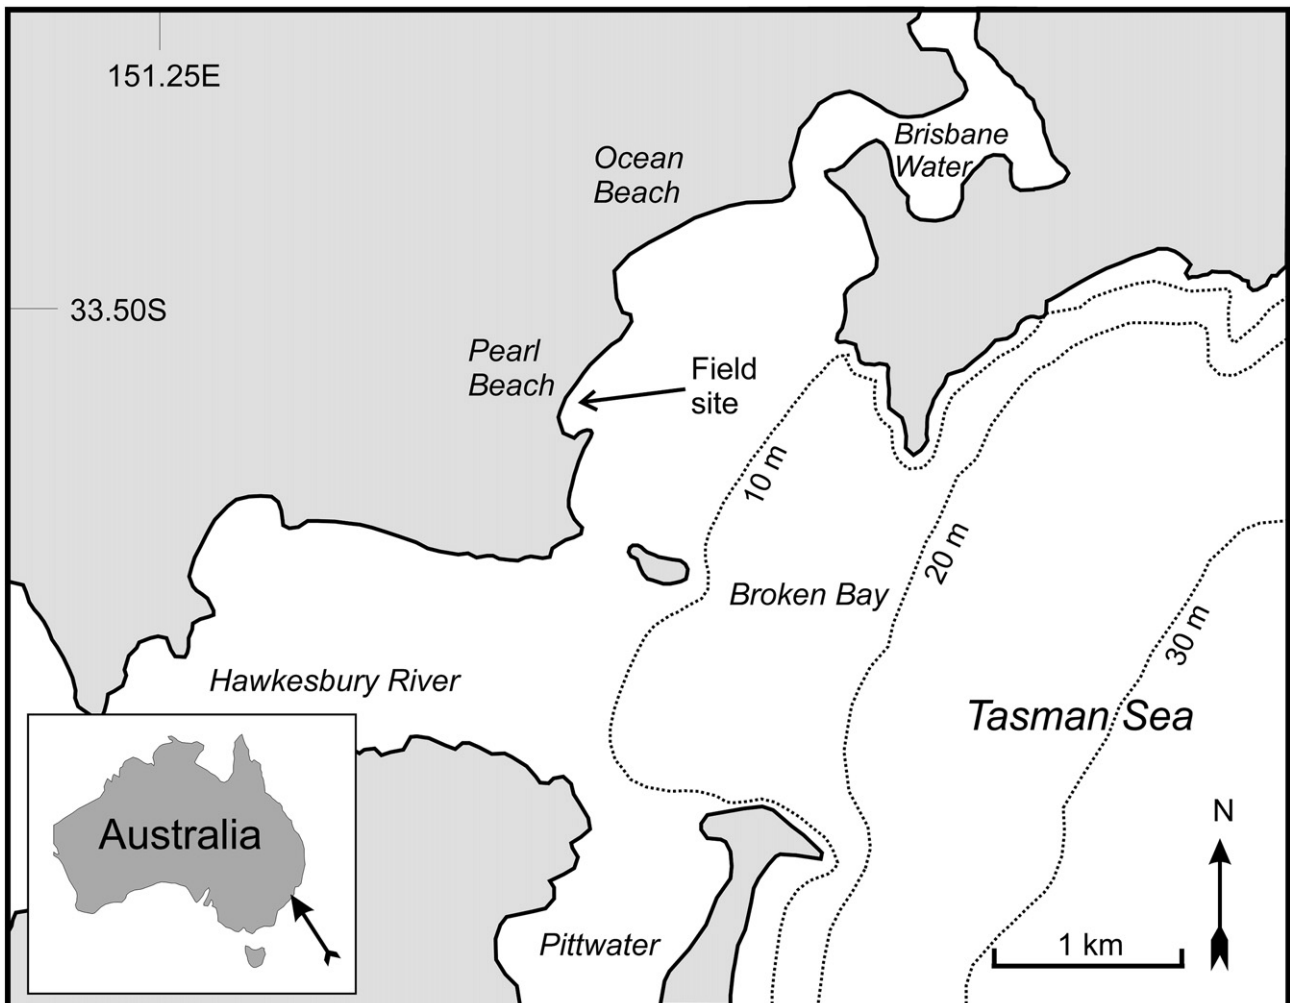 151.25E
Brisbane
Water
Ocean
Beach
33.50S
Pearl
Beach
Field
site
10 m
20 m
Broken Bay
30 m
Hawkesbury River
Tasman Sea
Australia
N
Pittwater
1 km